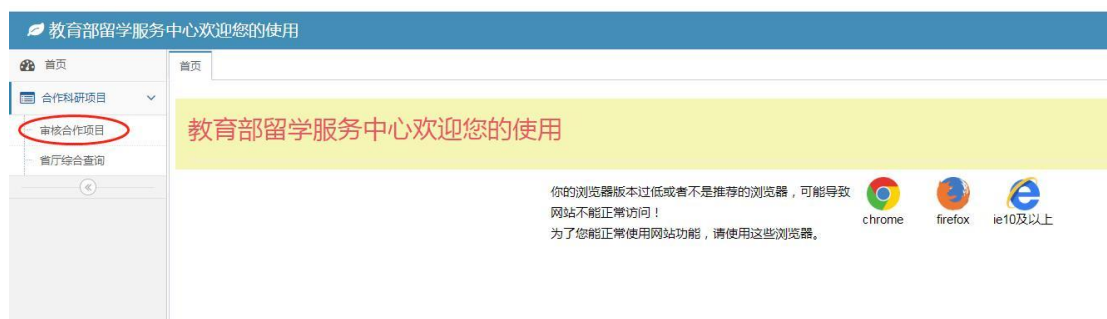 教育部留学服务中心欢迎您的使用
首页
首页
合作科研项目
审核合作项目
省厅综合查询
教育部留学服务中心欢迎您的使用
你的浏览器版本过低或者不是推荐的浏览器，可能导致
网站不能正常访问！
为了您能正常使用网站功能，请使用这些浏览器。
chrome
firefox
ie10及以上